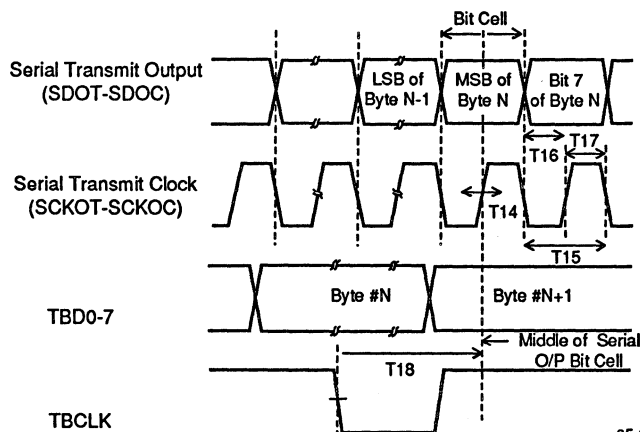 Bit Cell
Serial Transmit Output
(SDOT-SDOC)
LSB of
Byte N-1
MSB of
Byte N
Bit 7
of Byte N
T16
T17
Serial Transmit Clock
(SCKOT-SCKOC)
T14
T15
TBD0-7
Byte #N
Byte #N+1
T18
Middle of Serial
O/P Bit Cell
TBCLK